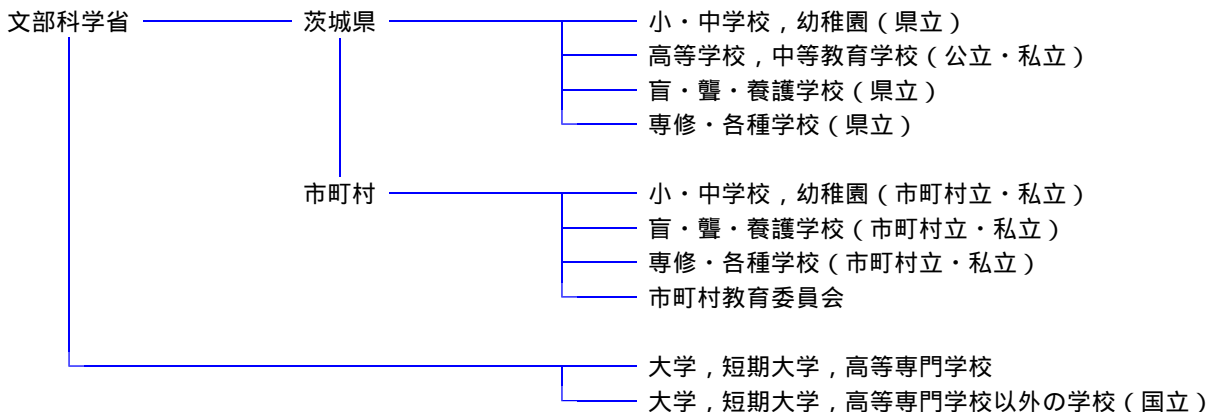 文部科学省 茨城県 小・中学校，幼稚園（県立）
高等学校，中等教育学校（公立・私立）
盲・聾・養護学校（県立）
専修・各種学校（県立）
市町村 小・中学校，幼稚園（市町村立・私立）
盲・聾・養護学校（市町村立・私立）
専修・各種学校（市町村立・私立）
市町村教育委員会
大学，短期大学，高等専門学校
大学，短期大学，高等専門学校以外の学校（国立）